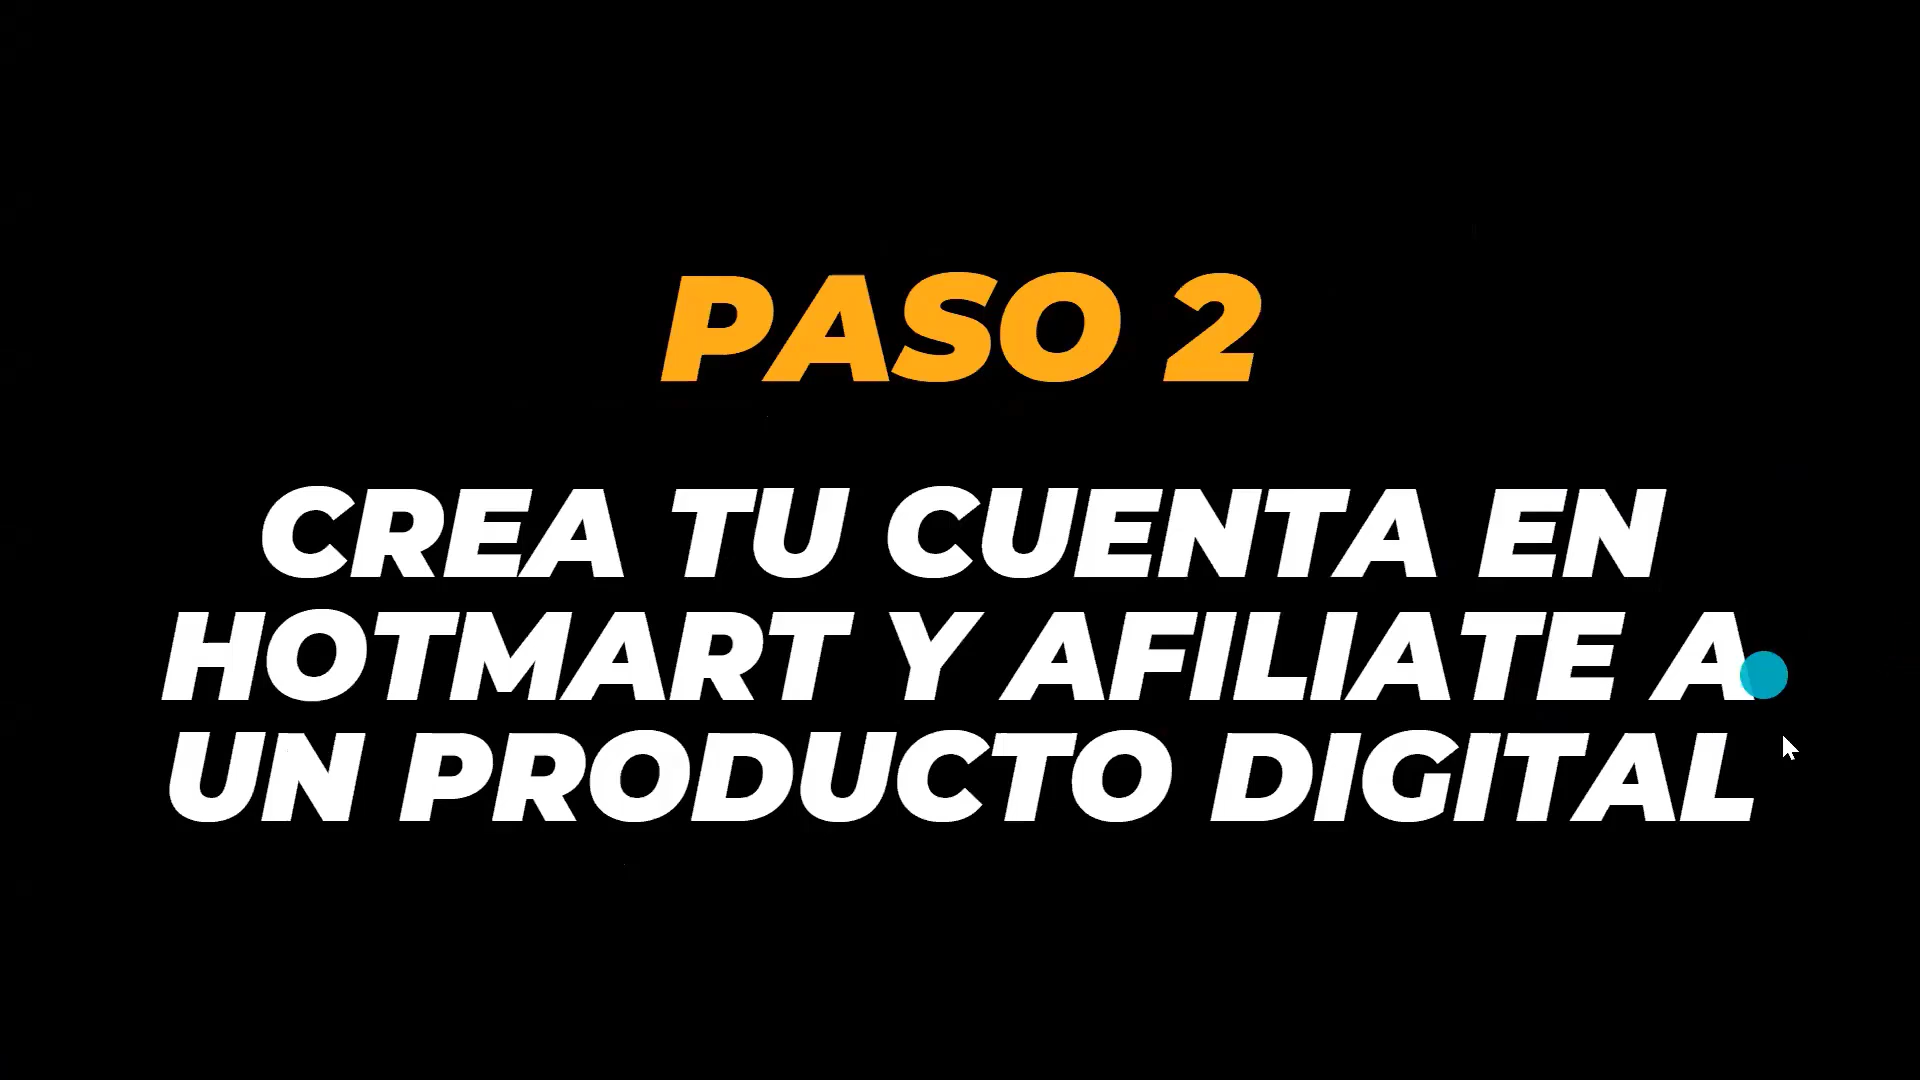 PASO 2
CREA TU CUENTA EN
HOTMART Y AFILIATE A
UN PRODUCTO DIGITAL